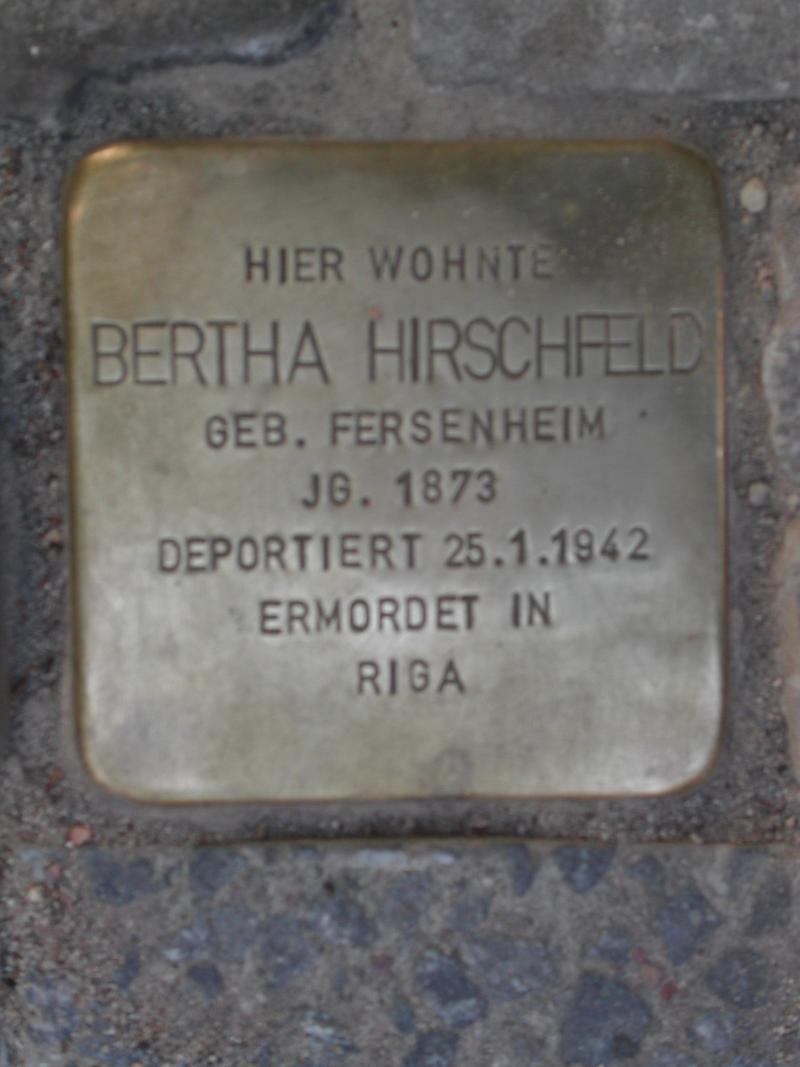 HIER WOHNTE
BERTHA HIRSCHFELD
GEB. FERSENHEIM
JG. 1873
DEPORTIERT 25.1.1942
ERMORDET IN
RIGA